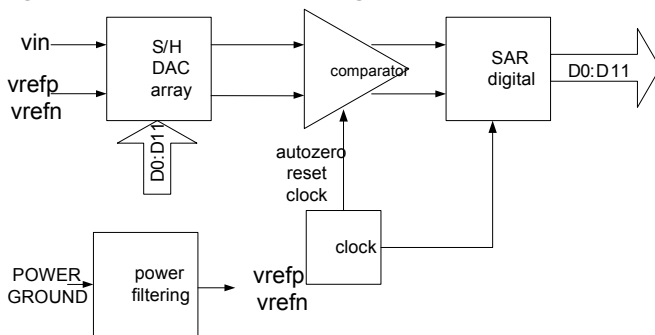 vin
vrefp
vrefn
S/H
DAC
array
D0:D11
comparator
SAR
digital
D0:D11
autozero
reset
clock
clock
POWER
GROUND
power
filtering
vrefp
vrefn